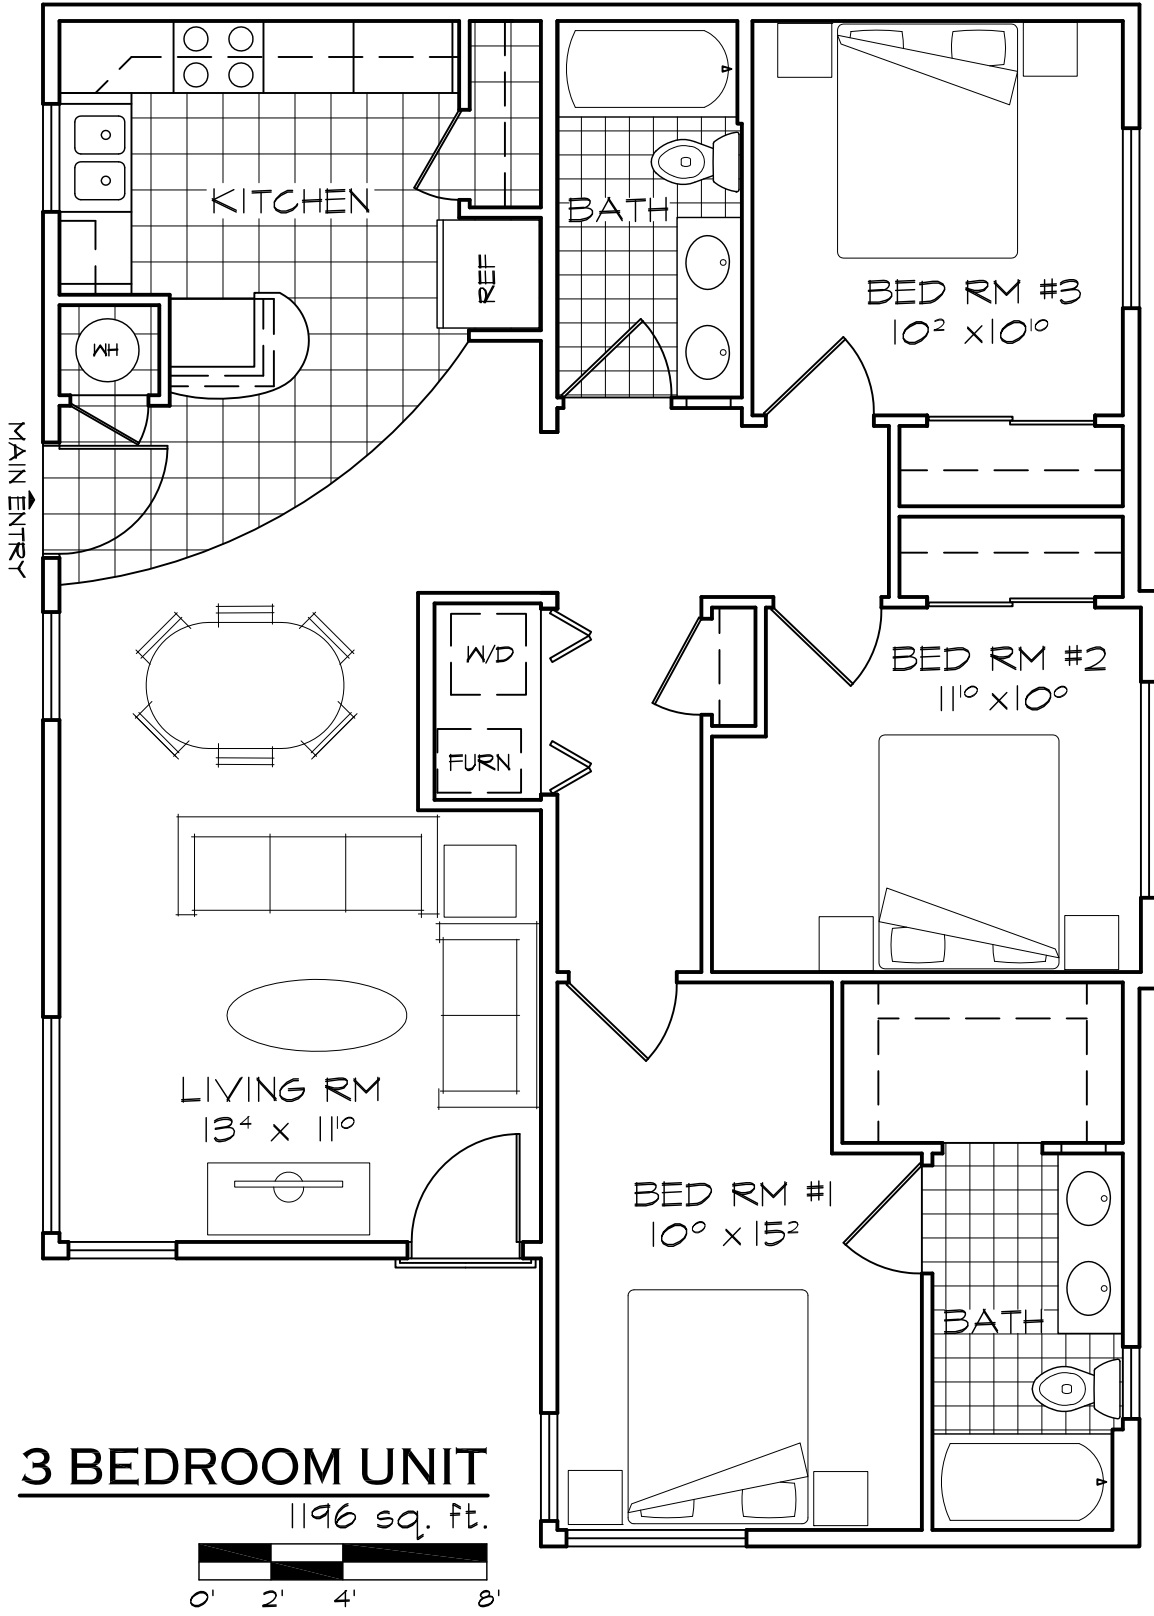 KITCHEN
REF
BATH
BED RM #3
10² x10¹⁰
WH
MAIN ENTRY
W/D
FURN
BED RM #2
11¹⁰ x10⁰
LIVING RM
13⁴ x 11¹⁰
BED RM #1
10⁰ x 15²
BATH
3 BEDROOM UNIT
1196 sq. ft.
0' 2' 4' 8'